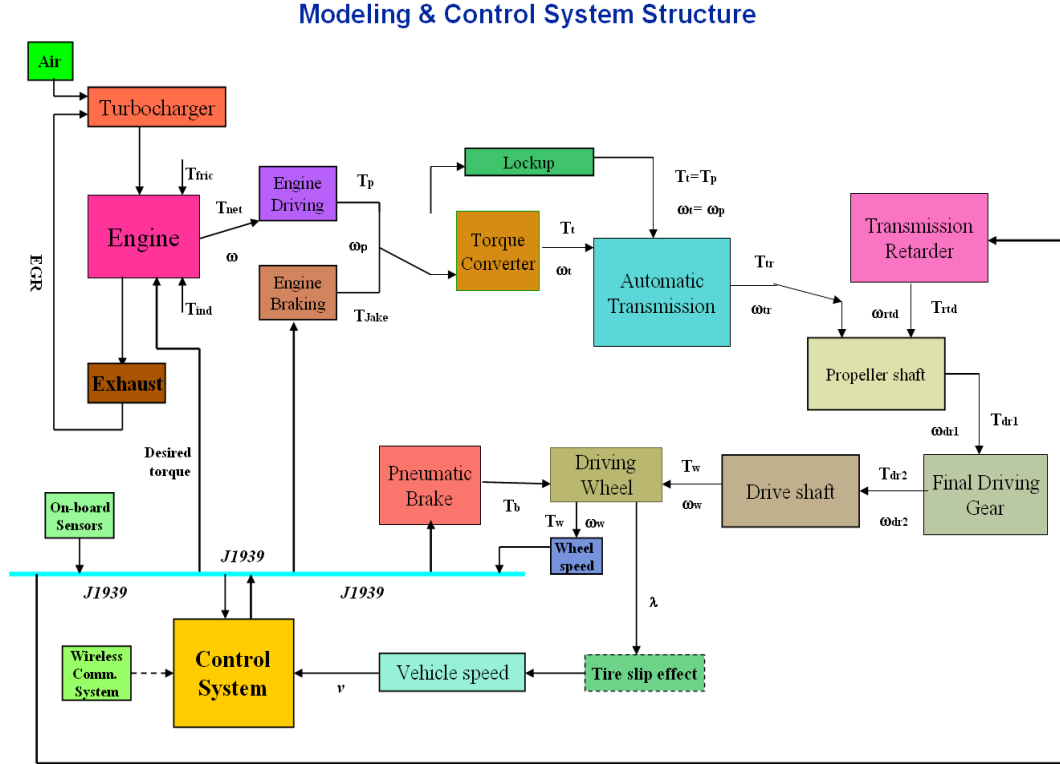 Modeling & Control System Structure
Air
Turbocharger
EGR
Tfric
Engine
Tnet
ω
Tind
Exhaust
Engine
Driving
Engine
Braking
Tp
ωp
TJake
Lockup
Torque
Converter
Tt
ωt
Tt=Tp
ωt= ωp
Automatic
Transmission
Ttr
ωtr
Transmission
Retarder
ωrtd
Trtd
Propeller shaft
ωdr1
Tdr1
Final Driving
Gear
Tdr2
ωdr2
Drive shaft
Tw
ωw
Driving
Wheel
Pneumatic
Brake
Tb
Tw
ωw
Wheel
speed
Desired
torque
On-board
Sensors
J1939
J1939
J1939
λ
Wireless
Comm.
System
Control
System
v
Vehicle speed
Tire slip effect